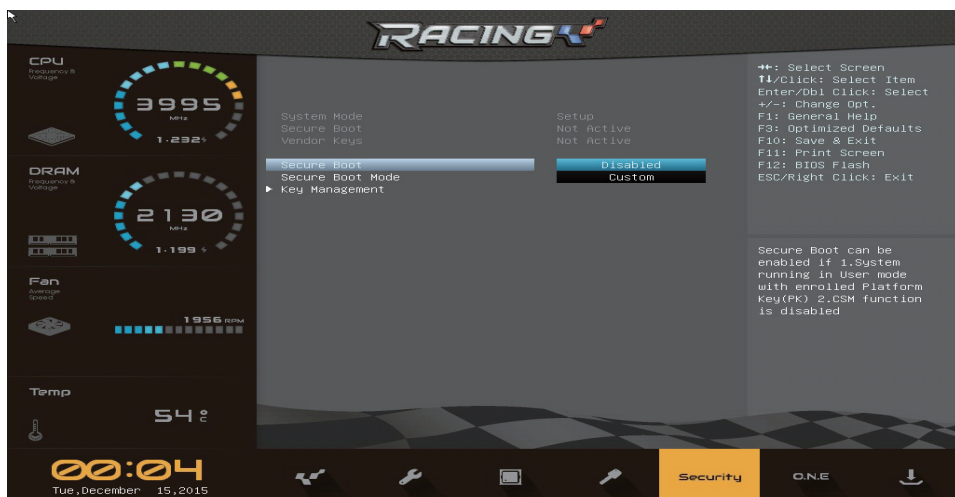 RACING
CPU
Frequency & Voltage
3995
MHz
1.232
DRAM
Frequency & Voltage
2130
MHz
1.199
Fan
Average Speed
1956 RPM
Temp
54 °C
00:04
Tue,December 15,2015
System Mode Setup
Secure Boot Not Active
Vendor Keys Not Active
Secure Boot Disabled
Secure Boot Mode Custom
Key Management
→←: Select Screen
↑↓/Click: Select Item
Enter/Dbl Click: Select
+/-: Change Opt.
F1: General Help
F3: Optimized Defaults
F10: Save & Exit
F11: Print Screen
F12: BIOS Flash
ESC/Right Click: Exit
Secure Boot can be
enabled if 1.System
running in User mode
with enrolled Platform
Key(PK) 2.CSM function
is disabled
Security
O.N.E